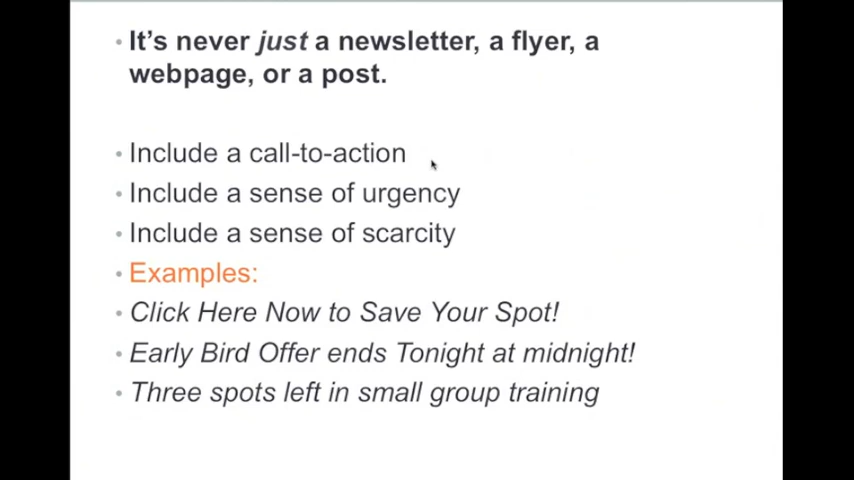 • It's never just a newsletter, a flyer, a
webpage, or a post.
• Include a call-to-action
• Include a sense of urgency
• Include a sense of scarcity
• Examples:
• Click Here Now to Save Your Spot!
• Early Bird Offer ends Tonight at midnight!
• Three spots left in small group training